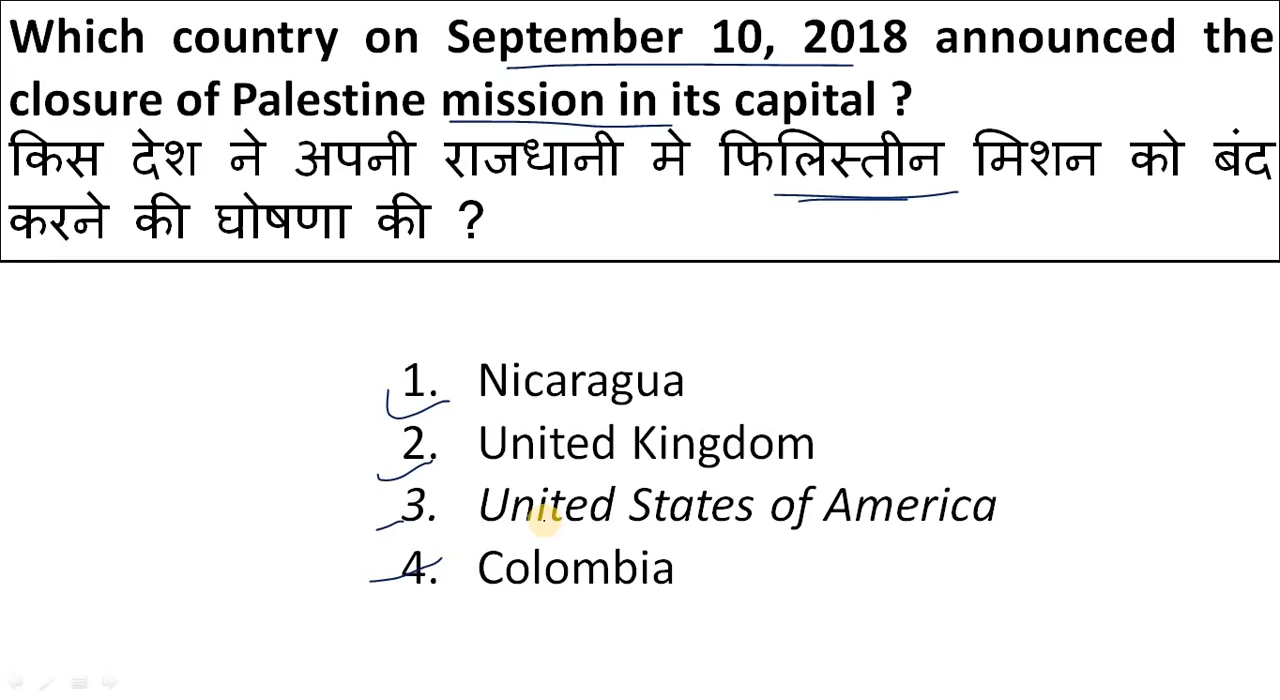 Which country on September 10, 2018 announced the
closure of Palestine mission in its capital ?
किस देश ने अपनी राजधानी मे फिलिस्तीन मिशन को बंद
करने की घोषणा की ?
1. Nicaragua
2. United Kingdom
3. United States of America
4. Colombia